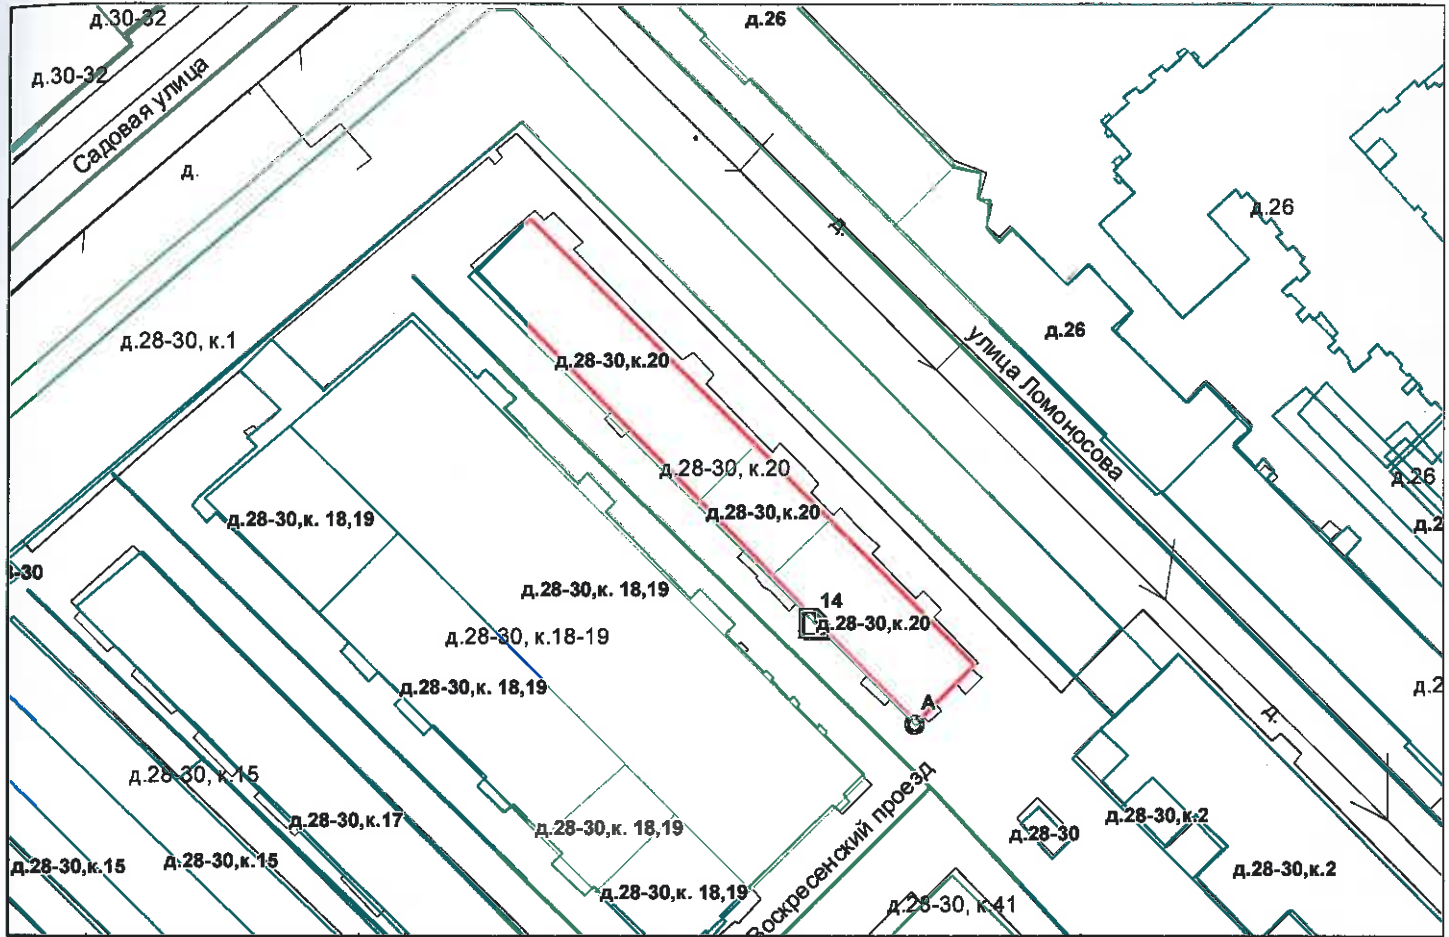 д.30-32
д.26
д.30-32
Садовая улица
д.
д.26
д.
д.28-30, к.1
д.26
улица Ломоносова
д.28-30,к.20
д.28-30, к.20
д.26
д.28-30,к.20
д.28-30,к. 18,19
д.2
-30
д.28-30,к. 18,19
14
д.28-30,к.20
д.28-30, к.18-19
д.28-30,к. 18,19
д.2
А
д.
д.28-30, к.15
Воскресенский проезд
д.28-30,к.17
д.28-30,к. 18,19
д.28-30,к.2
д.28-30
д.28-30,к.15
д.28-30,к.15
д.28-30,к.2
д.28-30,к. 18,19
д.28-30, к.41